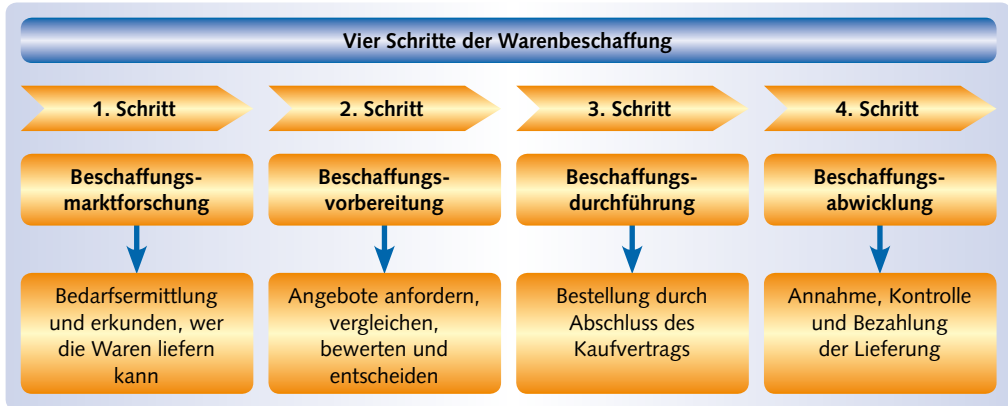 Vier Schritte der Warenbeschaffung
1. Schritt
2. Schritt
3. Schritt
4. Schritt
Beschaffungs-
marktforschung
Beschaffungs-
vorbereitung
Beschaffungs-
durchführung
Beschaffungs-
abwicklung
Bedarfsermittlung
und erkunden, wer
die Waren liefern
kann
Angebote anfordern,
vergleichen,
bewerten und
entscheiden
Bestellung durch
Abschluss des
Kaufvertrags
Annahme, Kontrolle
und Bezahlung
der Lieferung